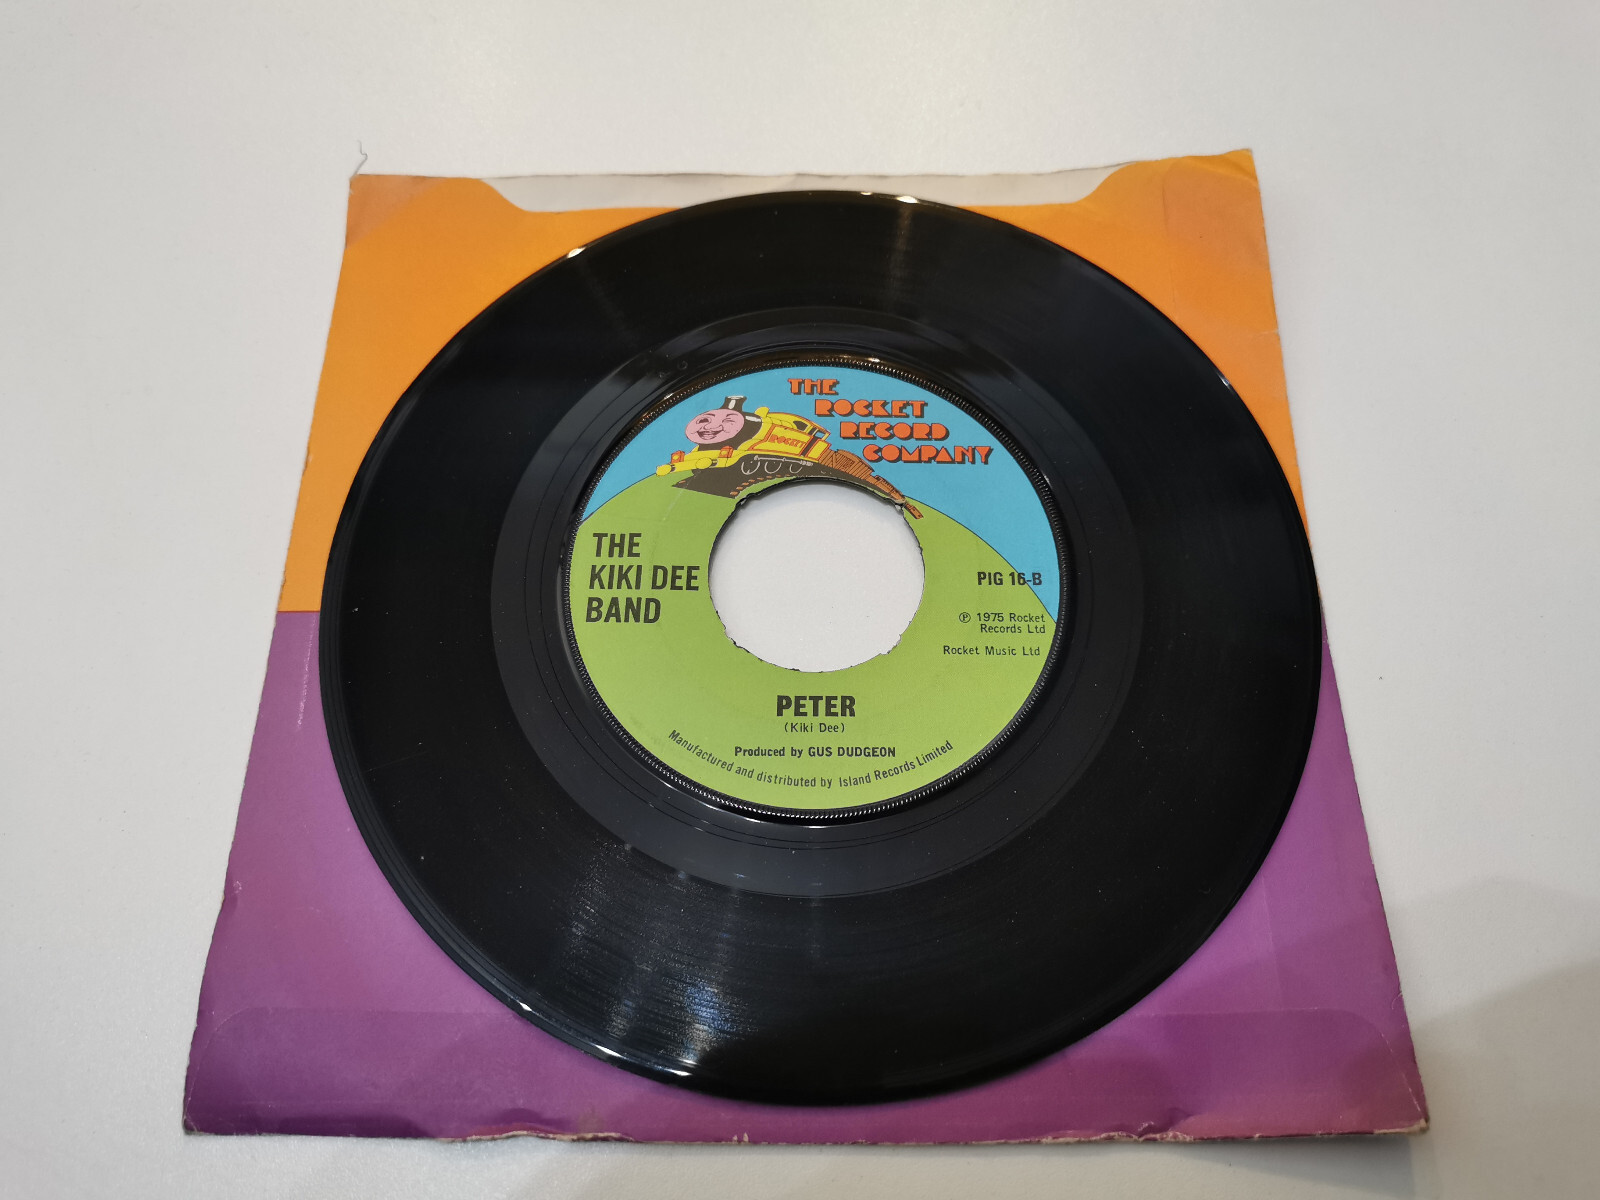 THE
ROCKET
RECORD
COMPANY
ROCKET
THE
KIKI DEE
BAND
PIG 16-B
℗ 1975 Rocket
Records Ltd
Rocket Music Ltd
PETER
(Kiki Dee)
Produced by GUS DUDGEON
Manufactured and distributed by Island Records Limited